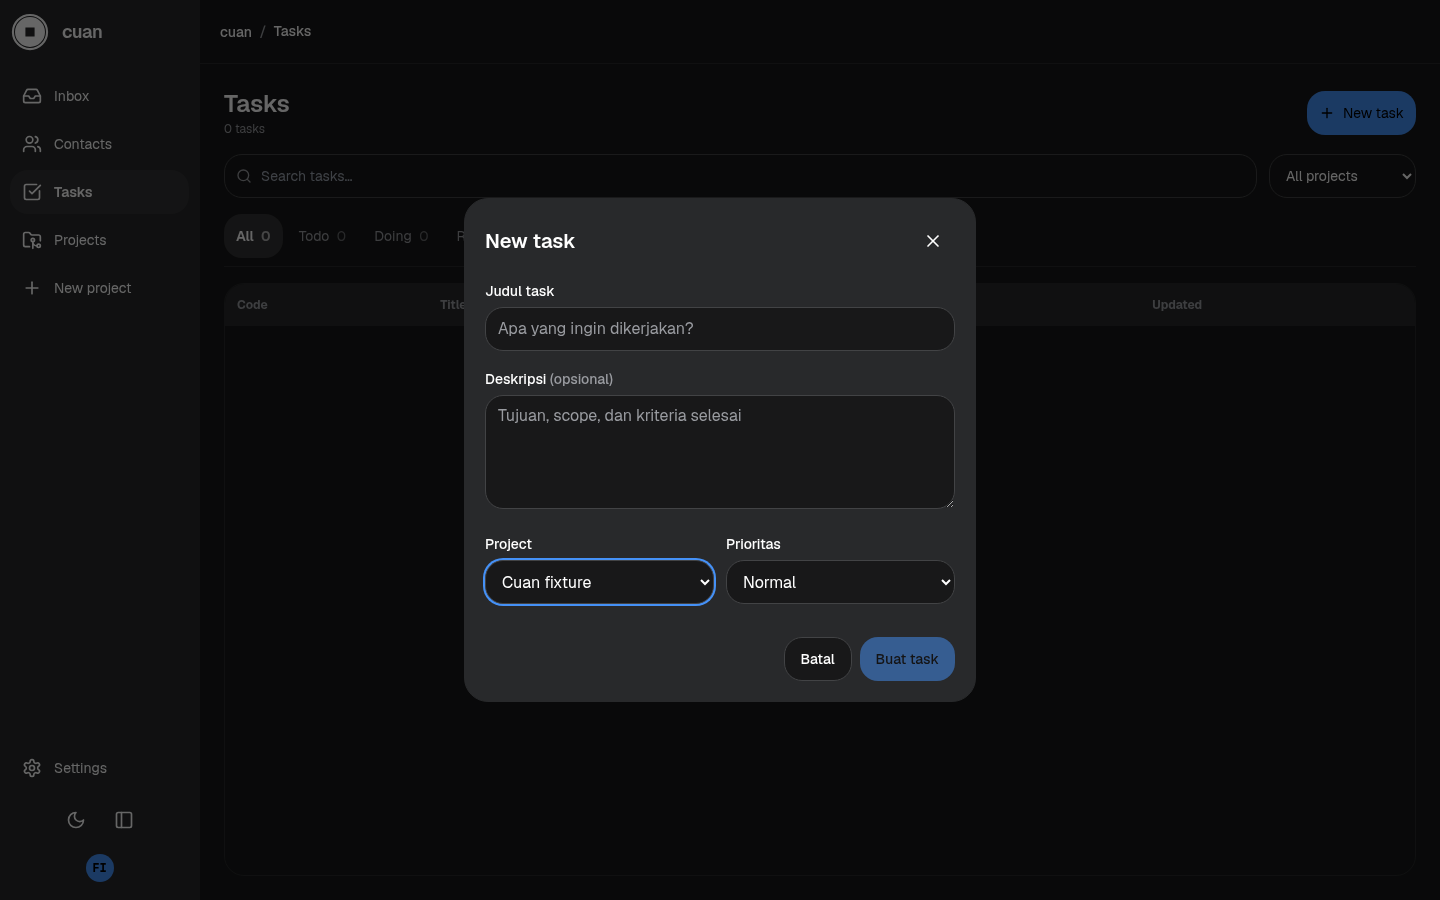 cuan
cuan / Tasks
Inbox
Contacts
Tasks
Projects
New project
Settings
FI
Tasks
0 tasks
New task
Search tasks...
All projects
All 0
Todo 0
Doing 0
Code
Title
Updated
New task
Judul task
Apa yang ingin dikerjakan?
Deskripsi (opsional)
Tujuan, scope, dan kriteria selesai
Project
Prioritas
Cuan fixture
Normal
Batal
Buat task